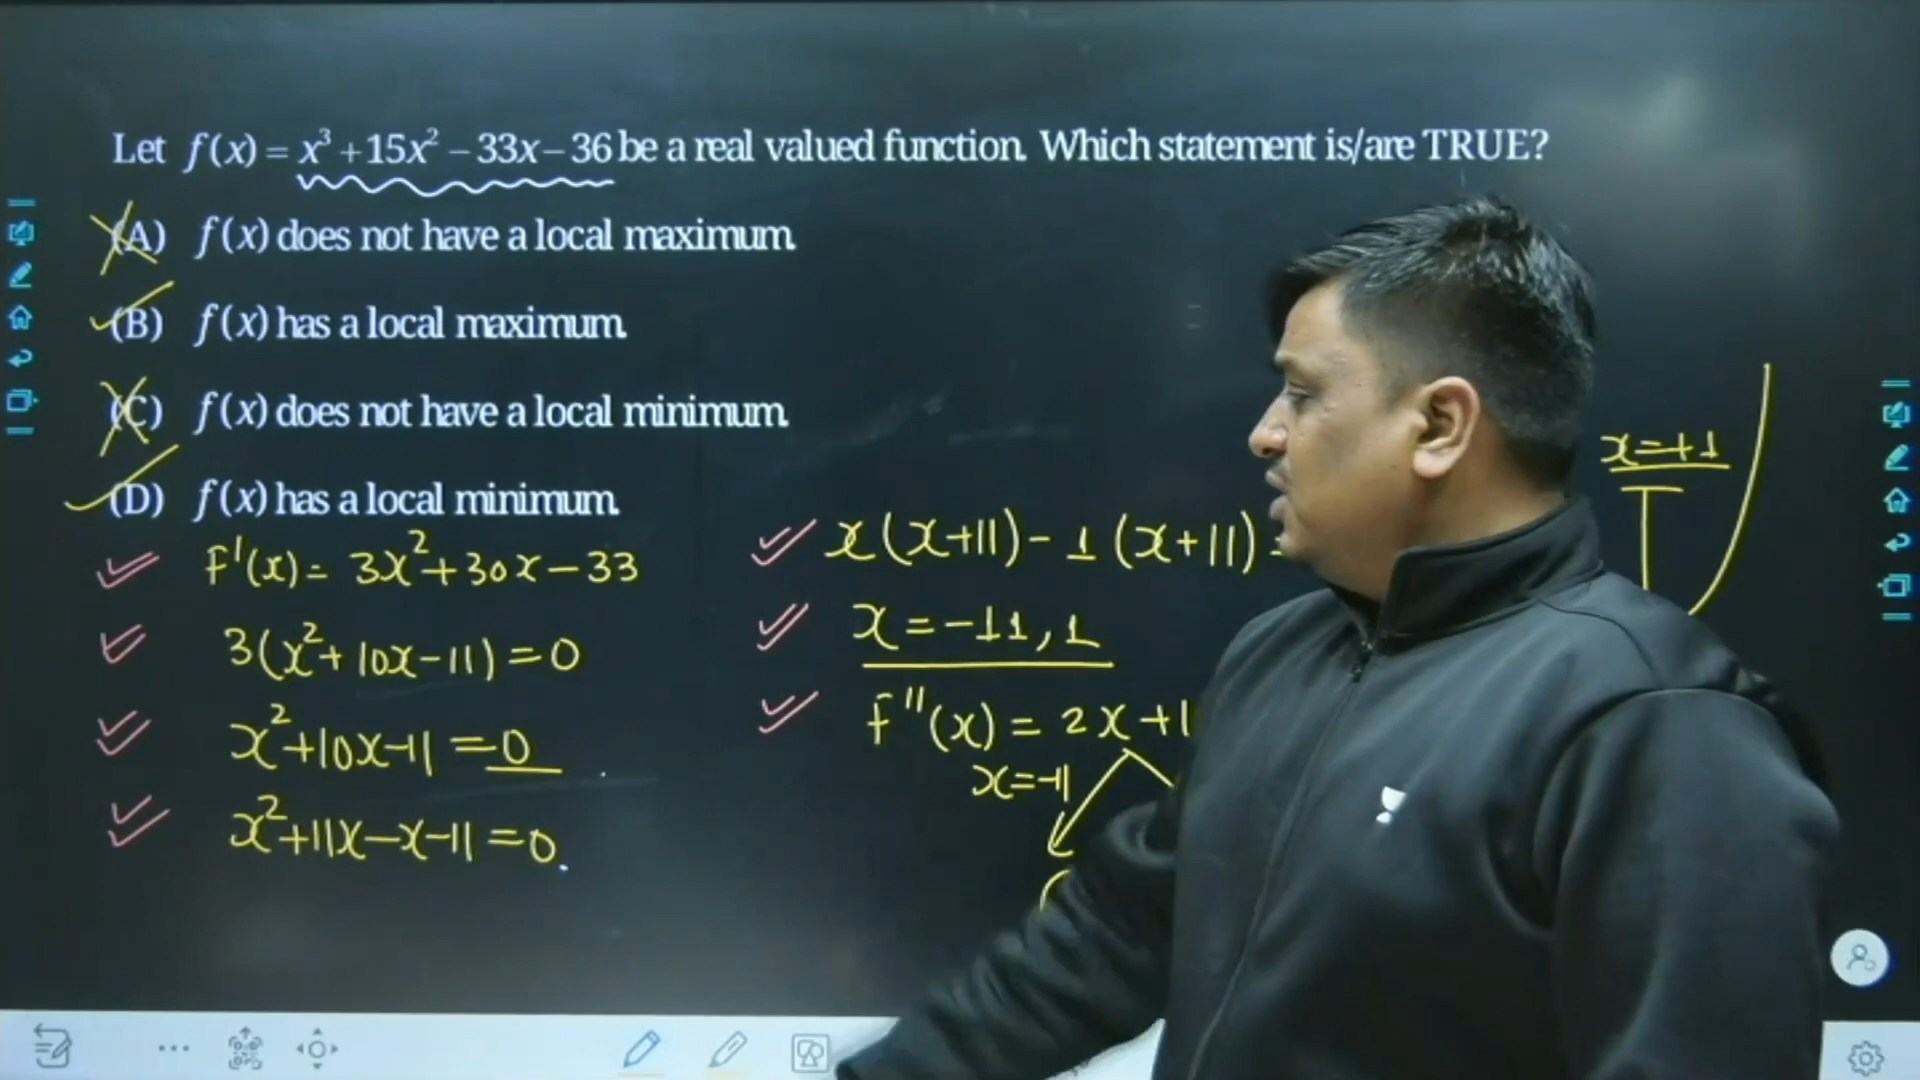 Let f(x) = x³ + 15x² − 33x − 36 be a real valued function. Which statement is/are TRUE?
(A) f(x) does not have a local maximum.
(B) f(x) has a local maximum.
(C) f(x) does not have a local minimum.
(D) f(x) has a local minimum.
f'(x) = 3x² + 30x − 33
3(x² + 10x − 11) = 0
x² + 10x − 11 = 0
x² + 11x − x − 11 = 0
x(x+11) − 1(x+11) =
x = −11, 1
f''(x) = 2x + 1
x = −11
x = +1